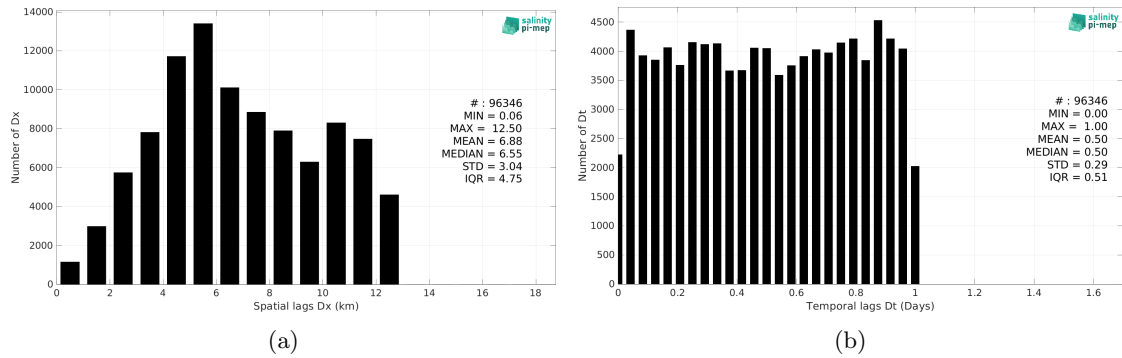 14000
12000
10000
8000
6000
4000
2000
0
Number of Dx
0 2 4 6 8 10 12 14 16 18
Spatial lags Dx (km)
salinity
pi-mep
# : 96346
MIN = 0.06
MAX = 12.50
MEAN = 6.88
MEDIAN = 6.55
STD = 3.04
IQR = 4.75
(a)
4500
4000
3500
3000
2500
2000
1500
1000
500
0
Number of Dt
0 0.2 0.4 0.6 0.8 1 1.2 1.4 1.6
Temporal lags Dt (Days)
salinity
pi-mep
# : 96346
MIN = 0.00
MAX = 1.00
MEAN = 0.50
MEDIAN = 0.50
STD = 0.29
IQR = 0.51
(b)